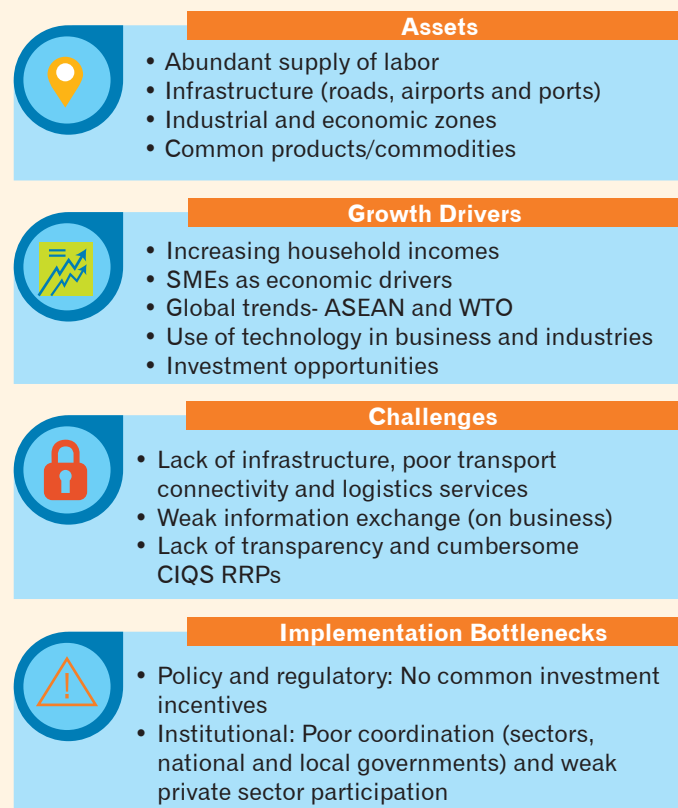 Assets
• Abundant supply of labor
• Infrastructure (roads, airports and ports)
• Industrial and economic zones
• Common products/commodities
Growth Drivers
• Increasing household incomes
• SMEs as economic drivers
• Global trends- ASEAN and WTO
• Use of technology in business and industries
• Investment opportunities
Challenges
• Lack of infrastructure, poor transport
connectivity and logistics services
• Weak information exchange (on business)
• Lack of transparency and cumbersome
CIQS RRPs
Implementation Bottlenecks
• Policy and regulatory: No common investment
incentives
• Institutional: Poor coordination (sectors,
national and local governments) and weak
private sector participation